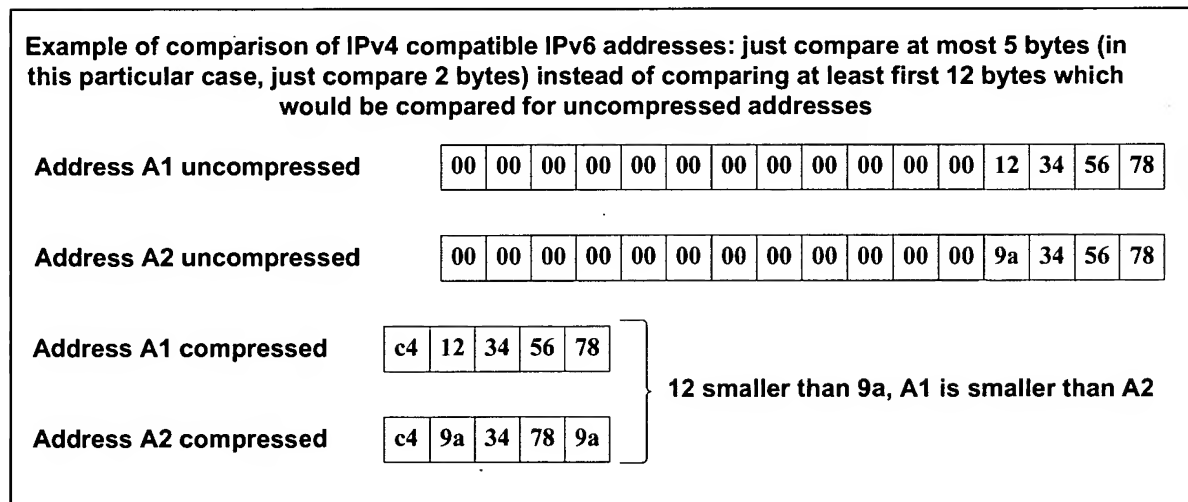 Example of comparison of IPv4 compatible IPv6 addresses: just compare at most 5 bytes (in
this particular case, just compare 2 bytes) instead of comparing at least first 12 bytes which
would be compared for uncompressed addresses
Address A1 uncompressed 00 00 00 00 00 00 00 00 00 00 00 00 12 34 56 78
Address A2 uncompressed 00 00 00 00 00 00 00 00 00 00 00 00 9a 34 56 78
Address A1 compressed c4 12 34 56 78
12 smaller than 9a, A1 is smaller than A2
Address A2 compressed c4 9a 34 78 9a